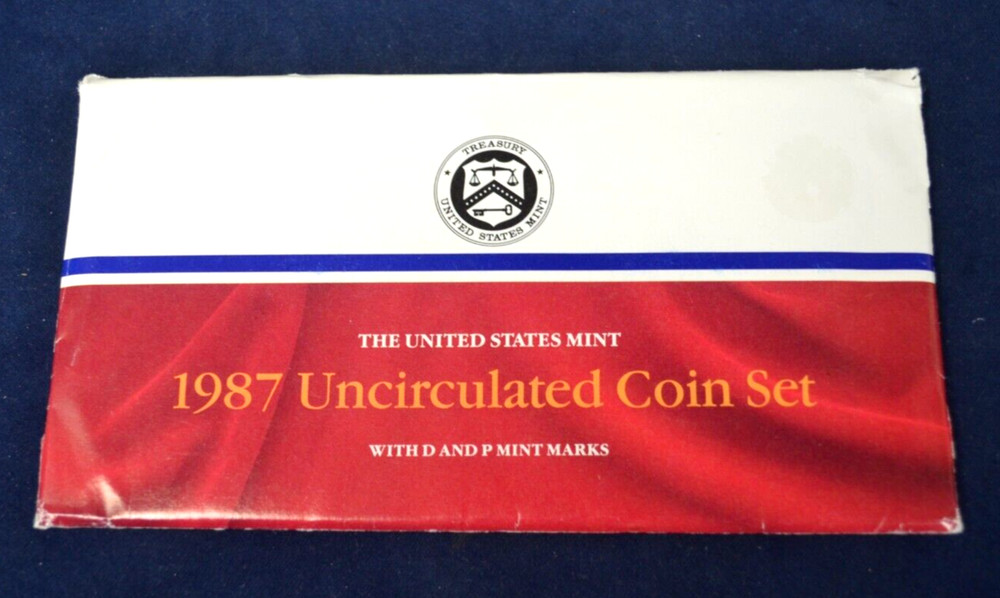 TREASURY
UNITED STATES MINT
THE UNITED STATES MINT
1987 Uncirculated Coin Set
WITH D AND P MINT MARKS